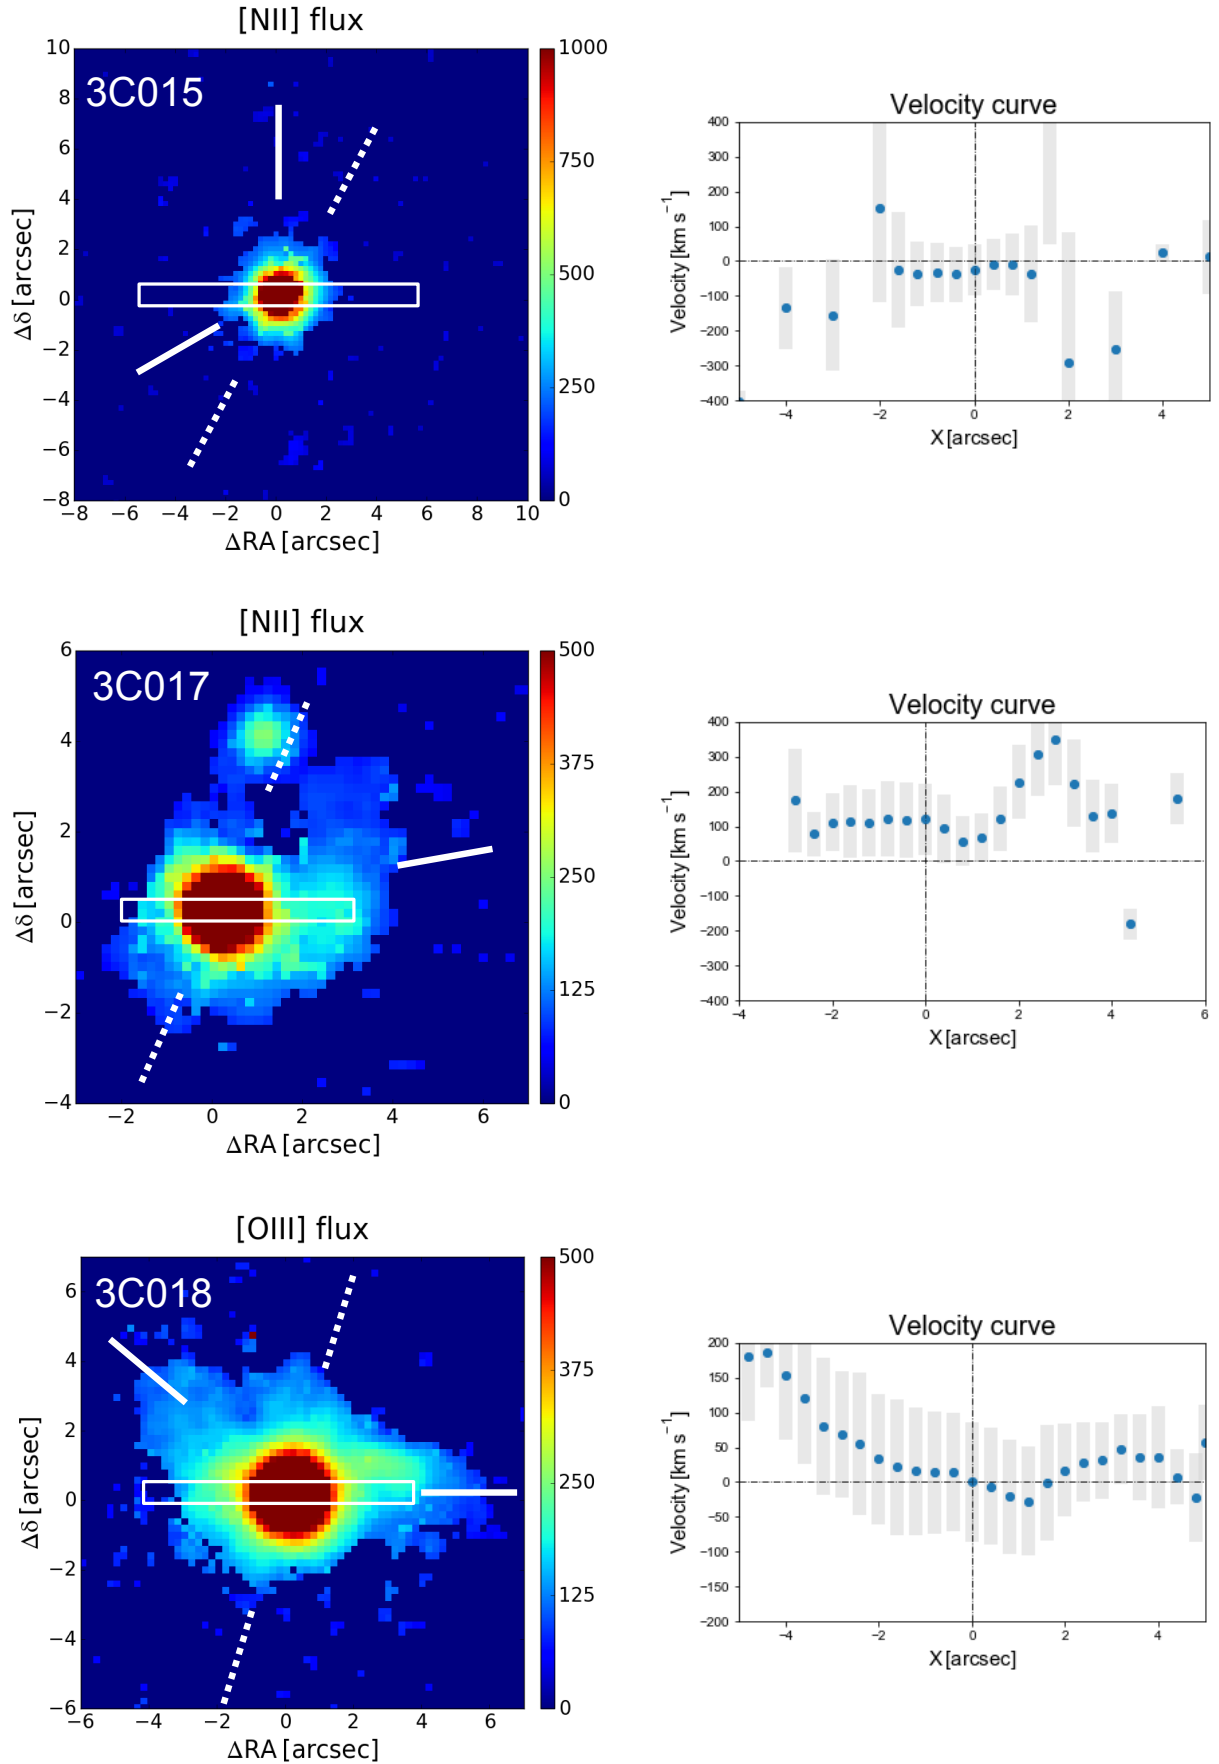 [NII] flux
3C015
10
8
6
4
2
0
−2
−4
−6
−8
Δδ [arcsec]
−8 −6 −4 −2 0 2 4 6 8 10
ΔRA [arcsec]
1000
750
500
250
0
Velocity curve
400
300
200
100
0
−100
−200
−300
−400
Velocity [km s⁻¹]
−4 −2 0 2 4
X [arcsec]
[NII] flux
3C017
6
4
2
0
−2
−4
Δδ [arcsec]
−2 0 2 4 6
ΔRA [arcsec]
500
375
250
125
0
Velocity curve
400
300
200
100
0
−100
−200
−300
−400
Velocity [km s⁻¹]
−4 −2 0 2 4 6
X [arcsec]
[OIII] flux
3C018
6
4
2
0
−2
−4
−6
Δδ [arcsec]
−6 −4 −2 0 2 4 6
ΔRA [arcsec]
500
375
250
125
0
Velocity curve
200
150
100
50
0
−50
−100
−150
−200
Velocity [km s⁻¹]
−4 −2 0 2 4
X [arcsec]